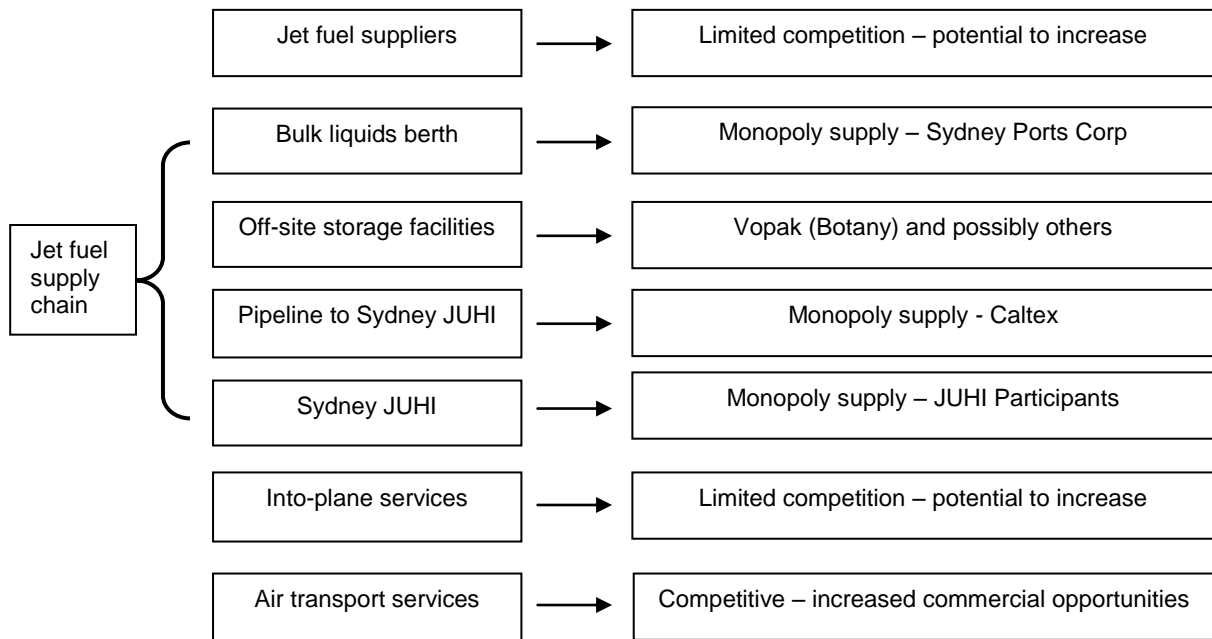 Jet fuel suppliers
Limited competition – potential to increase
Bulk liquids berth
Monopoly supply – Sydney Ports Corp
Off-site storage facilities
Vopak (Botany) and possibly others
Jet fuel
supply
chain
Pipeline to Sydney JUHI
Monopoly supply - Caltex
Sydney JUHI
Monopoly supply – JUHI Participants
Into-plane services
Limited competition – potential to increase
Air transport services
Competitive – increased commercial opportunities